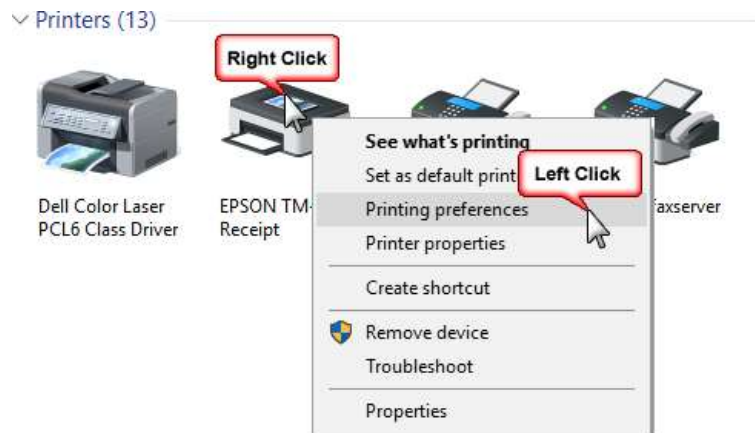 Printers (13)
Right Click
Dell Color Laser
PCL6 Class Driver
EPSON TM-
Receipt
See what's printing
Set as default print
Left Click
Printing preferences
Printer properties
Create shortcut
Remove device
Troubleshoot
Properties
axserver